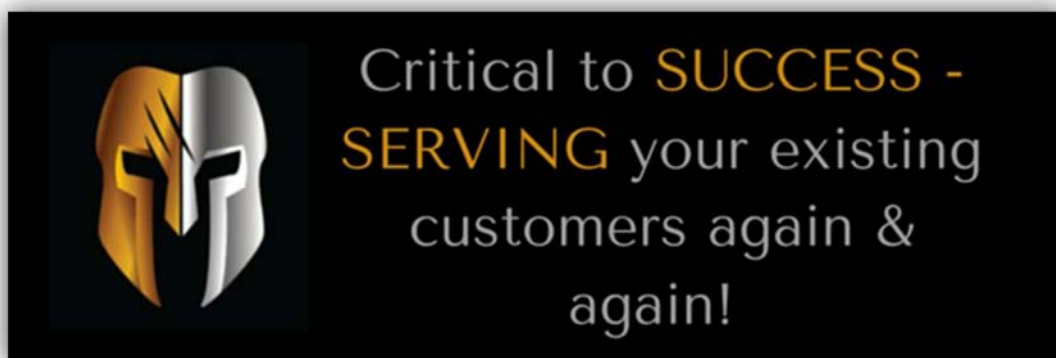 Critical to SUCCESS -
SERVING your existing
customers again &
again!